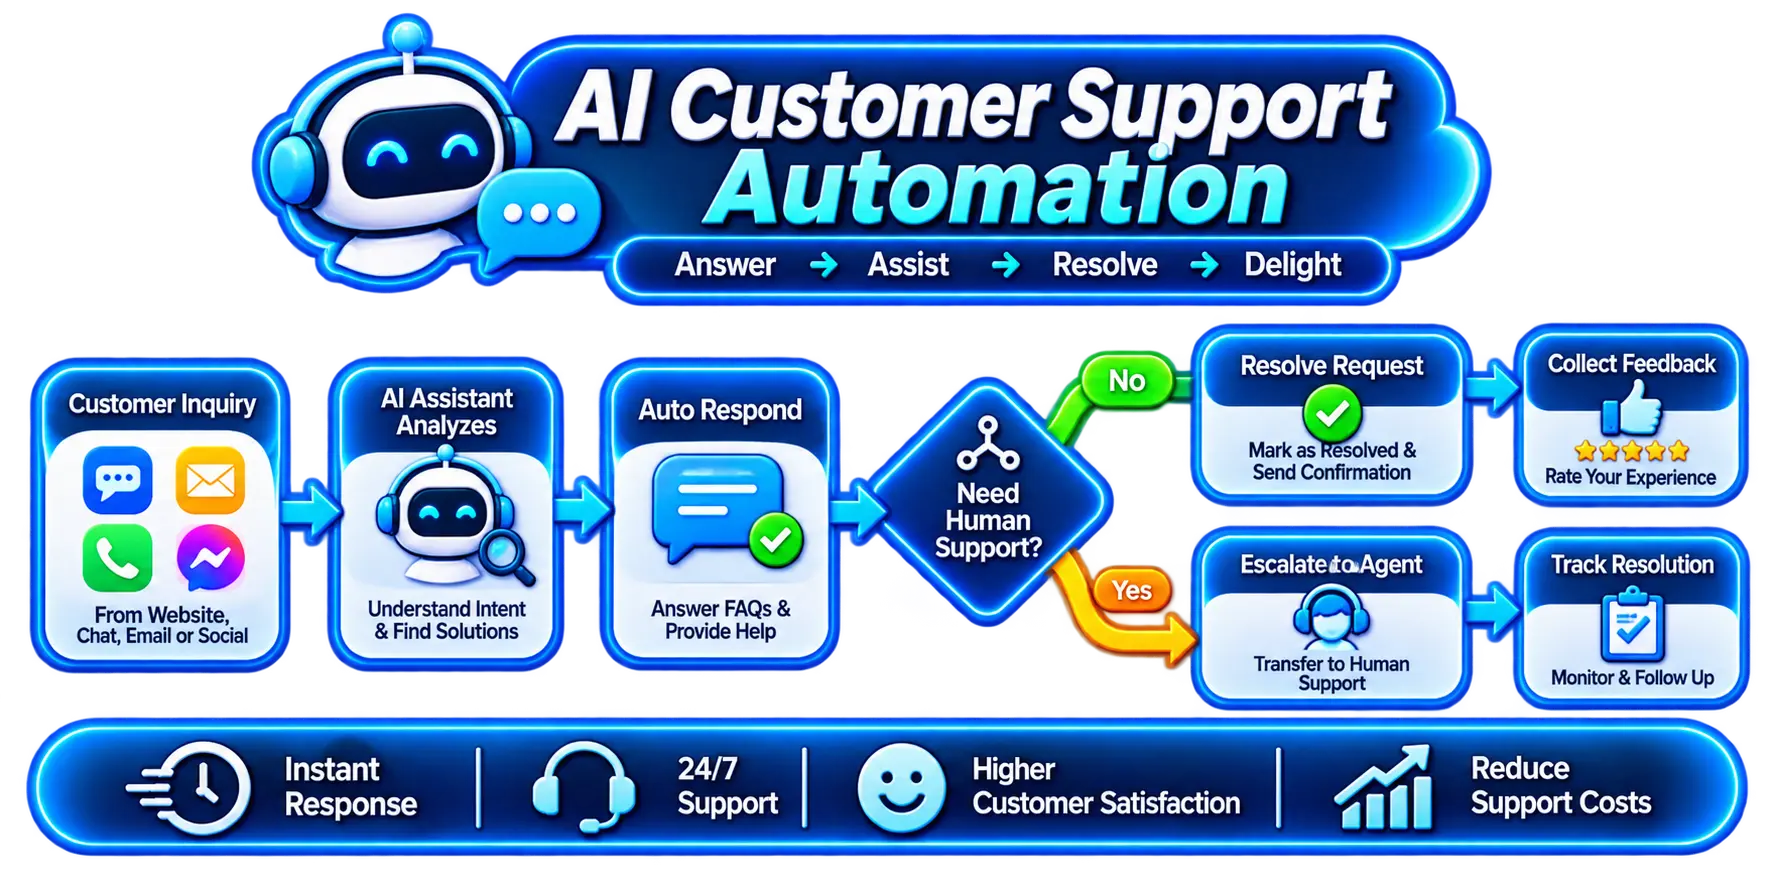 AI Customer Support
Automation
Answer → Assist → Resolve → Delight
Customer Inquiry
From Website,
Chat, Email or Social
AI Assistant
Analyzes
Understand Intent
& Find Solutions
Auto Respond
Answer FAQs &
Provide Help
Need
Human
Support?
No
Resolve Request
Mark as Resolved &
Send Confirmation
Collect Feedback
Rate Your Experience
Yes
Escalate to Agent
Transfer to Human
Support
Track Resolution
Monitor & Follow Up
Instant
Response
24/7
Support
Higher
Customer Satisfaction
Reduce
Support Costs